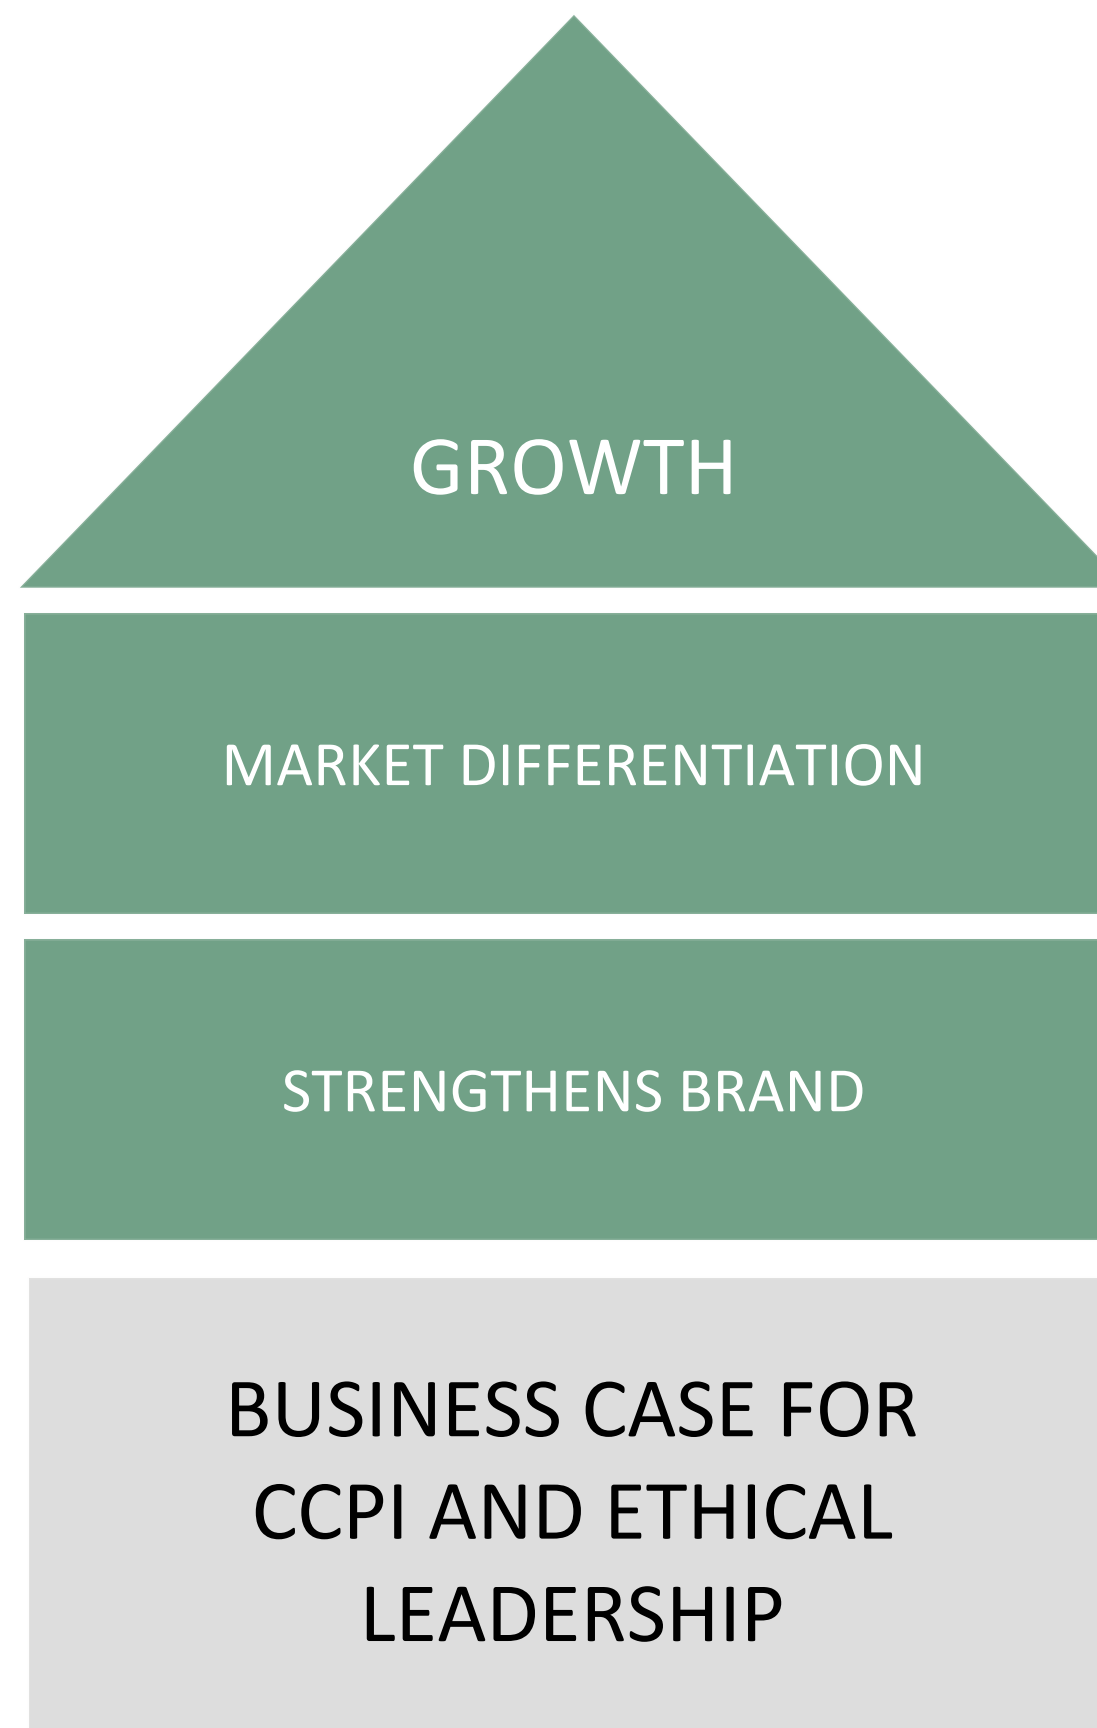 GROWTH
MARKET DIFFERENTIATION
STRENGTHENS BRAND
BUSINESS CASE FOR
CCPI AND ETHICAL
LEADERSHIP